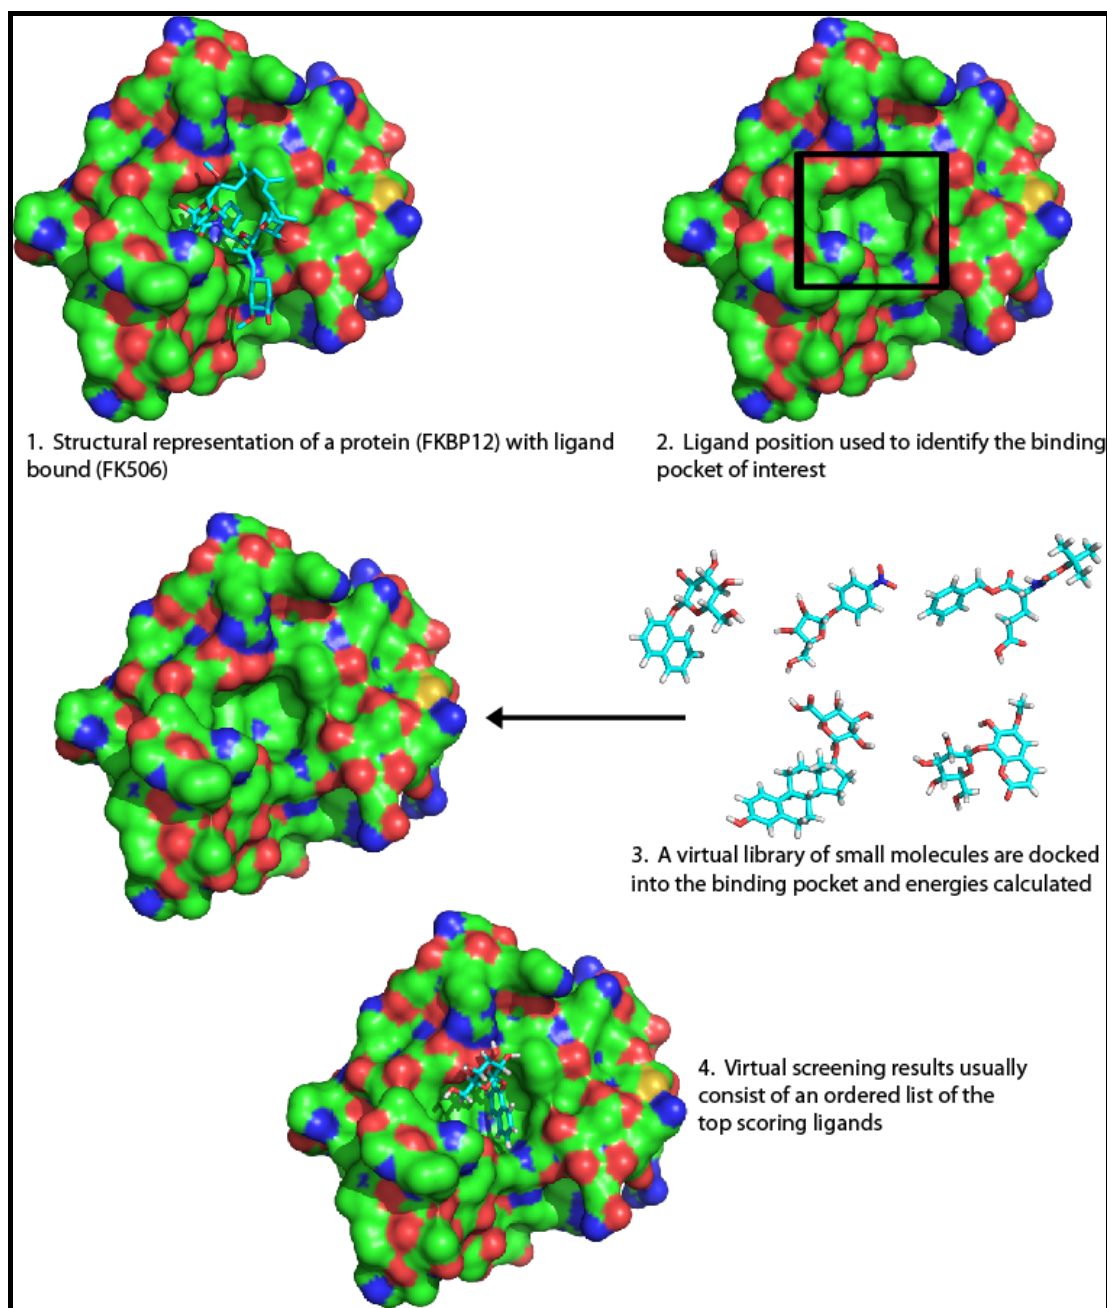 1.  Structural representation of a protein (FKBP12) with ligand
bound (FK506)
2.  Ligand position used to identify the binding
pocket of interest
3.  A virtual library of small molecules are docked
into the binding pocket and energies calculated
4.  Virtual screening results usually
consist of an ordered list of the
top scoring ligands